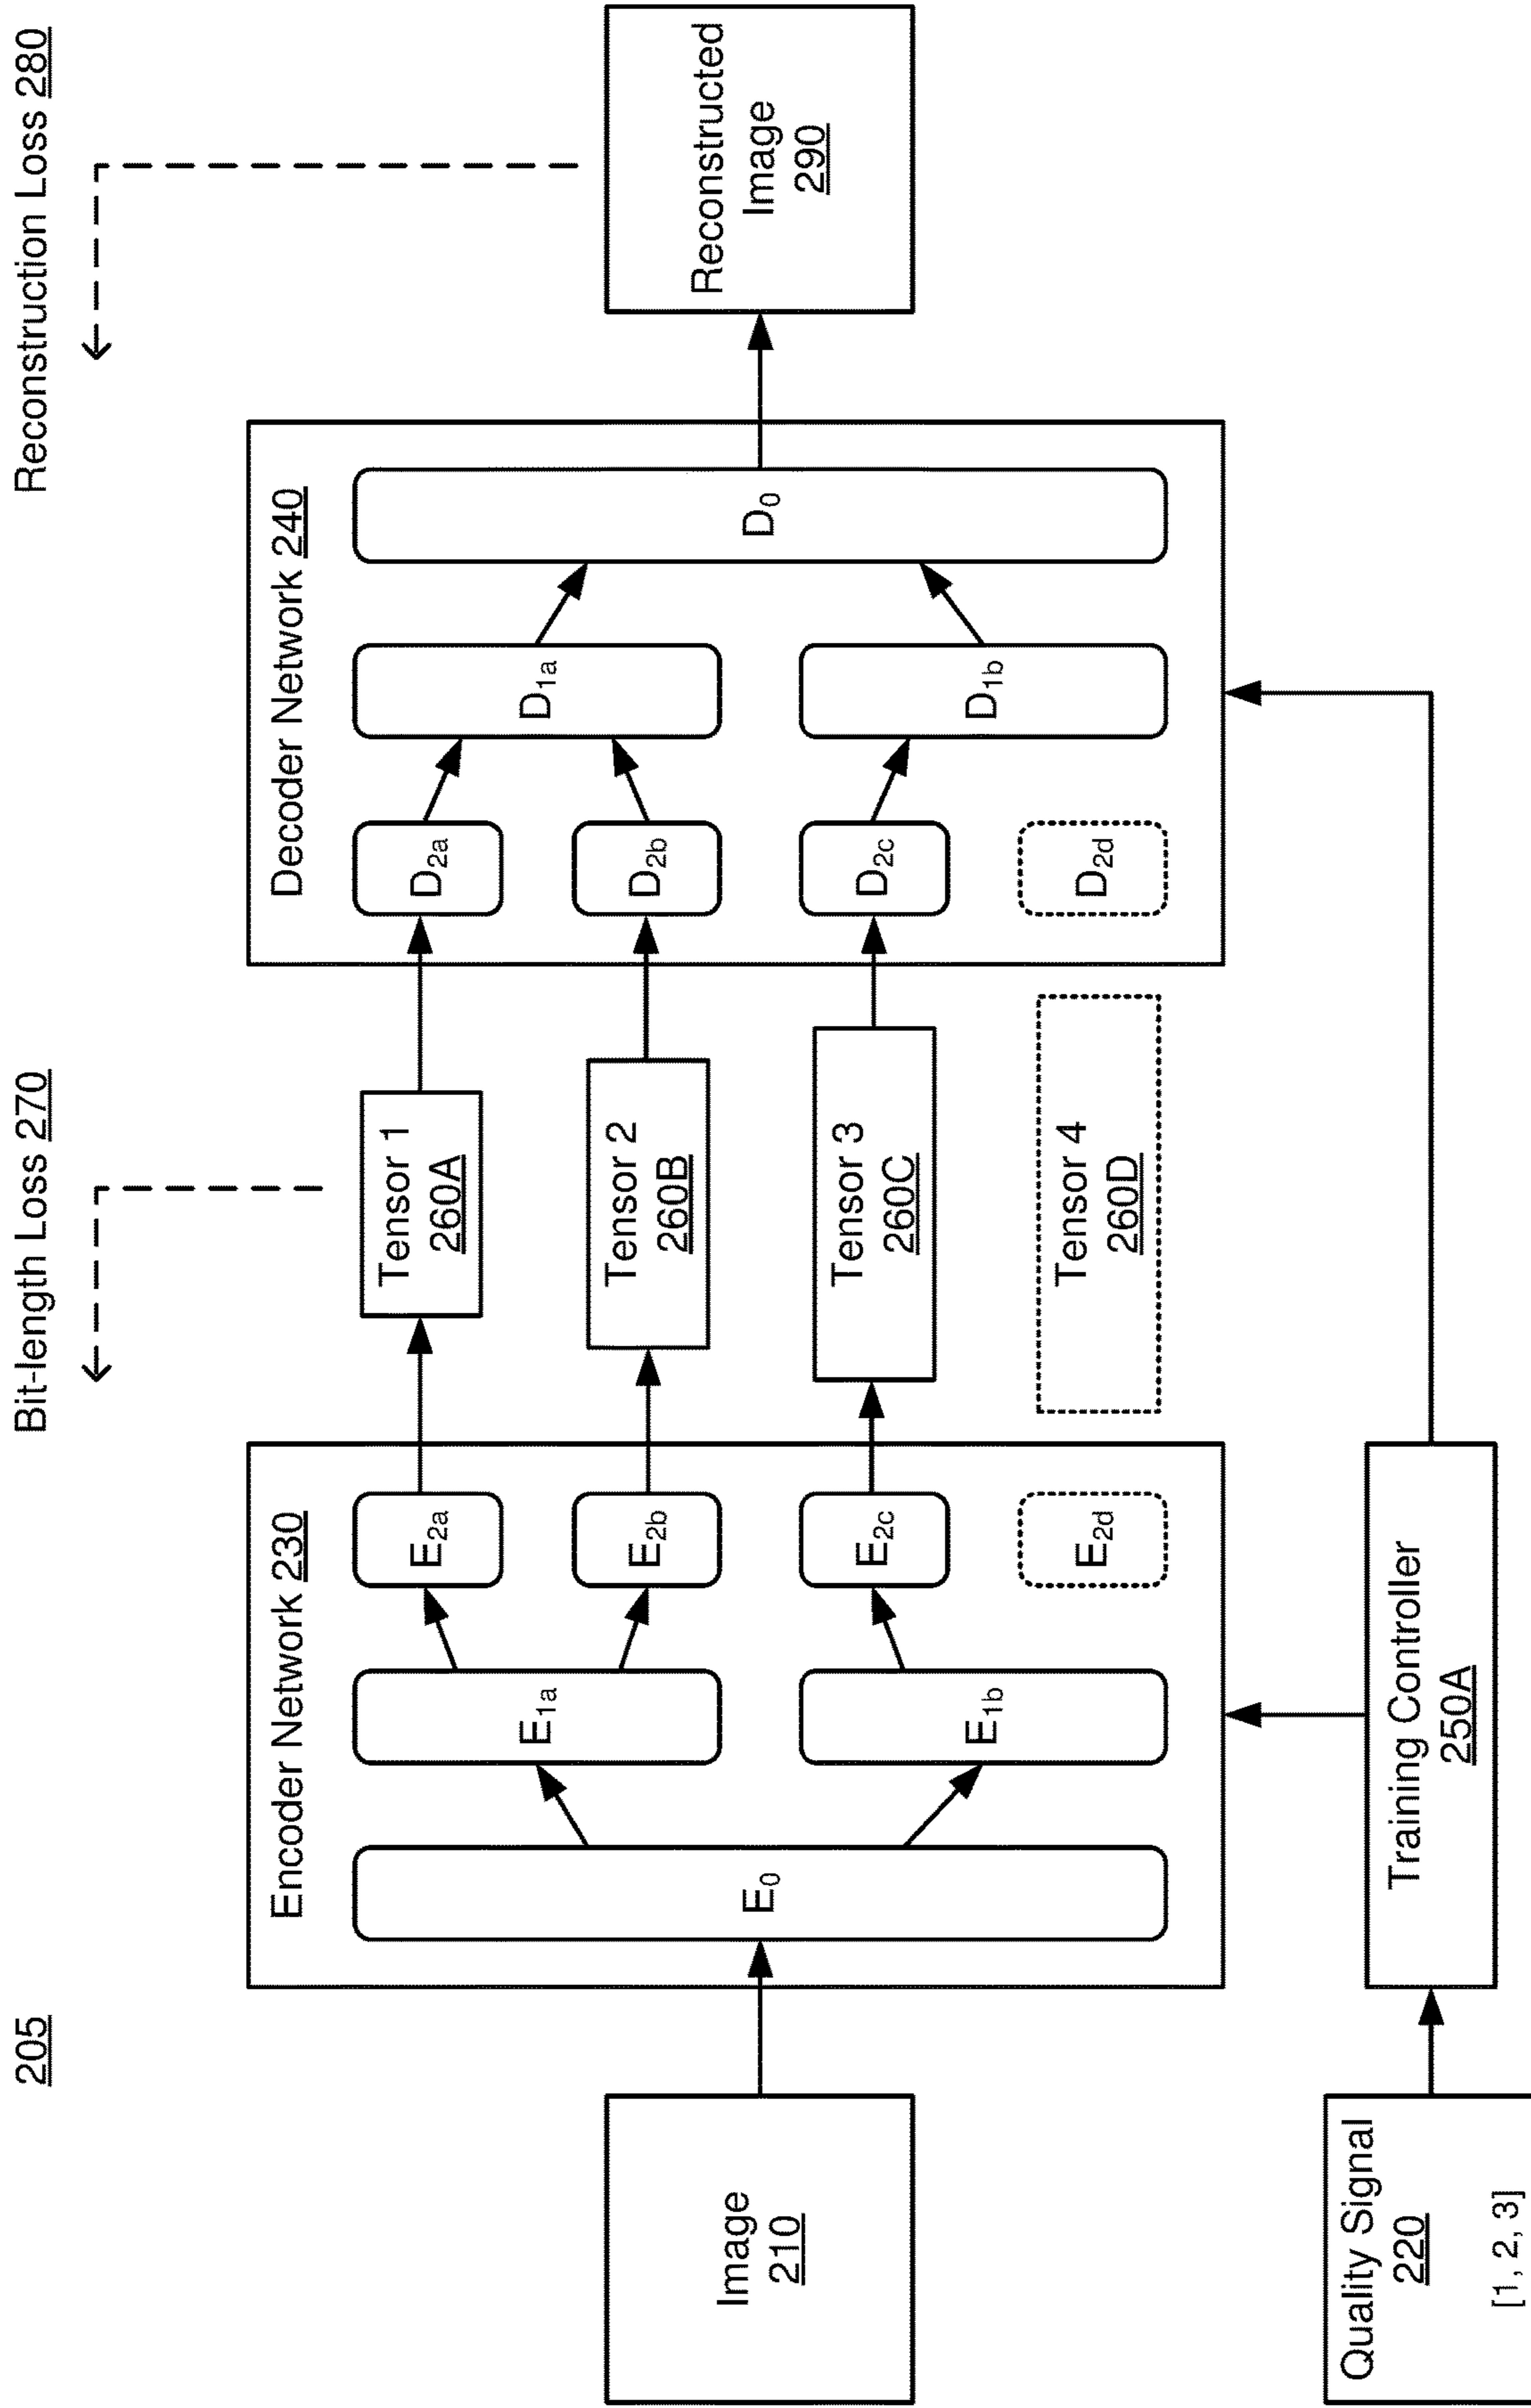 205
Bit-length Loss 270
Reconstruction Loss 280
Image
210
Encoder Network 230
E0
E1a
E1b
E2a
E2b
E2c
E2d
Tensor 1
260A
Tensor 2
260B
Tensor 3
260C
Tensor 4
260D
Decoder Network 240
D2a
D2b
D2c
D2d
D1a
D1b
D0
Reconstructed
Image
290
Quality Signal
220
[1, 2, 3]
Training Controller
250A